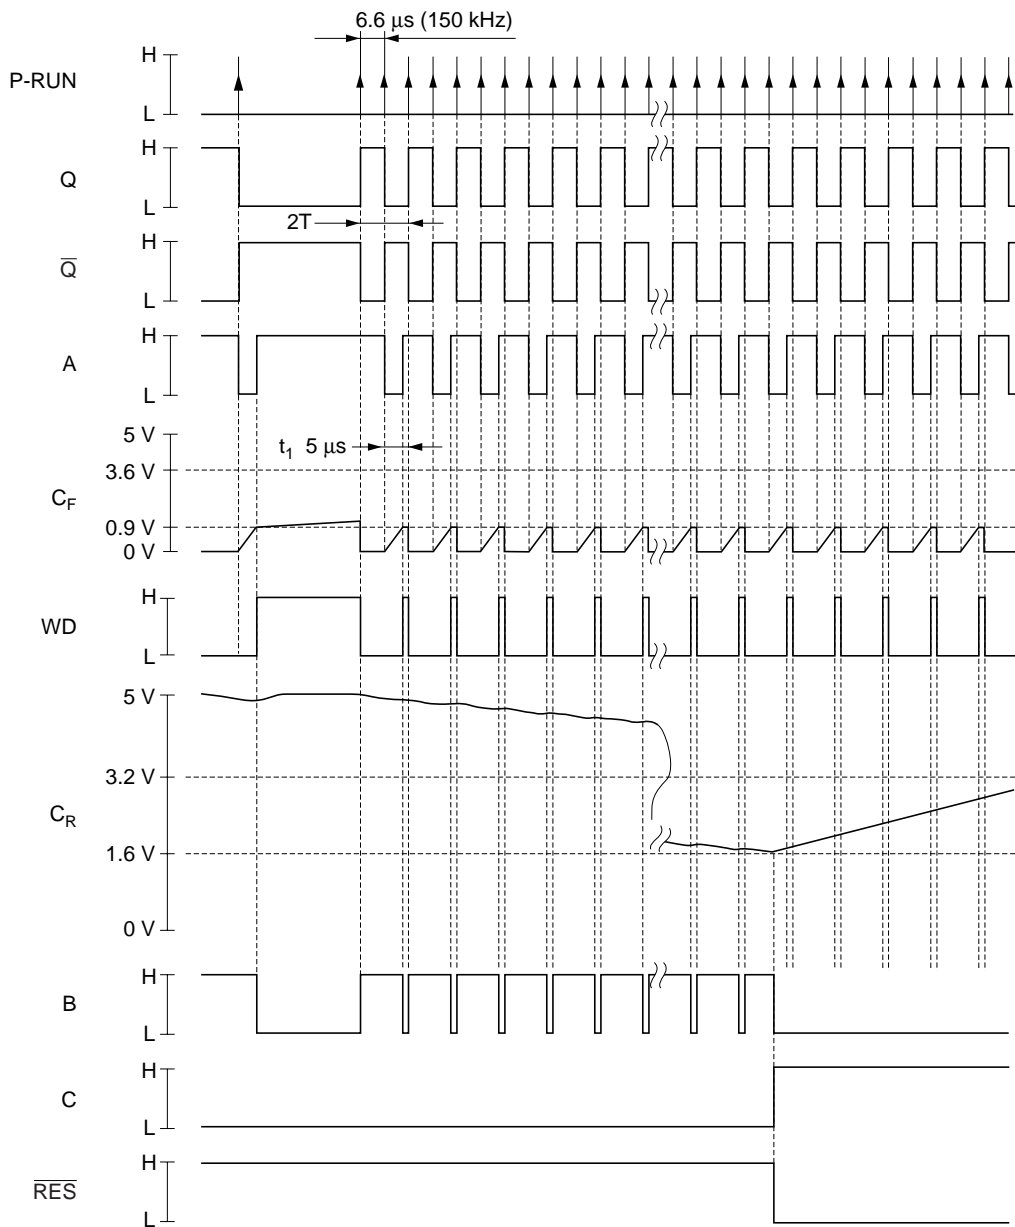 6.6 μs (150 kHz)
H
P-RUN
L
H
Q
L
2T
H
Q
L
H
A
L
5 V
t1 5 μs
3.6 V
CF
0.9 V
0 V
H
WD
L
5 V
3.2 V
CR
1.6 V
0 V
H
B
L
H
C
L
H
RES
L